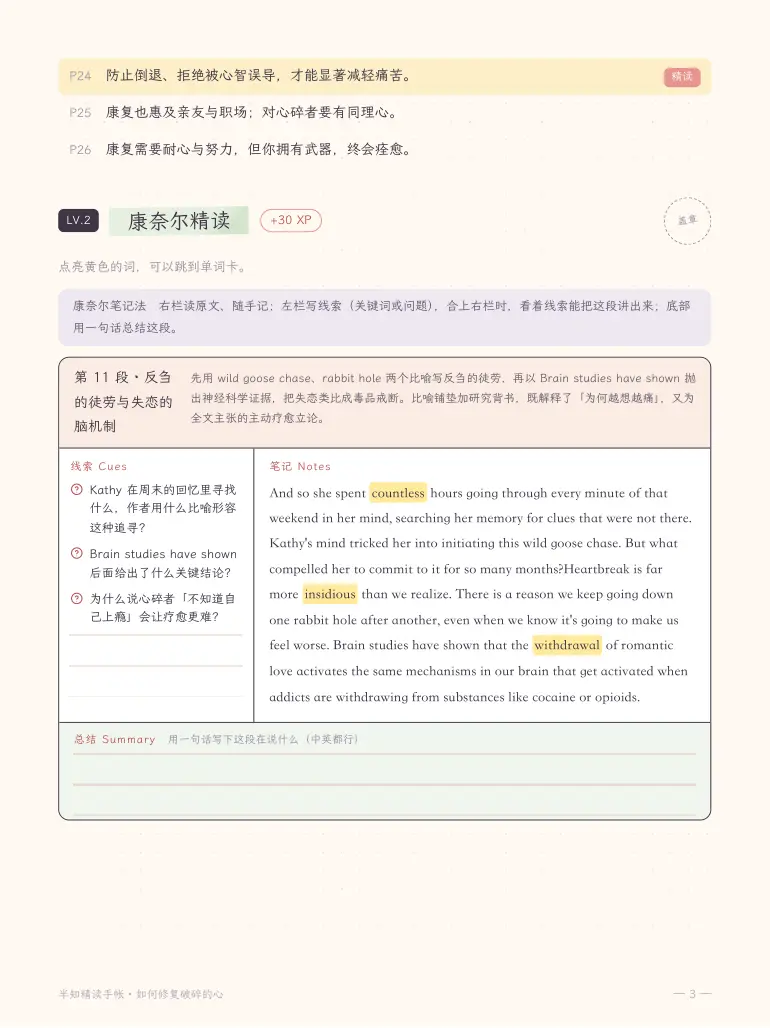 P24 防止倒退、拒绝被心智误导，才能显著减轻痛苦。 精读
P25 康复也惠及亲友与职场；对心碎者要有同理心。
P26 康复需要耐心与努力，但你拥有武器，终会痊愈。
LV.2 康奈尔精读 +30 XP 盖章
点亮黄色的词，可以跳到单词卡。
康奈尔笔记法 右栏读原文、随手记；左栏写线索（关键词或问题），合上右栏时，看着线索能把这段讲出来；底部
用一句话总结这段。
第 11 段·反刍
的徒劳与失恋的
脑机制
先用 wild goose chase、rabbit hole 两个比喻写反刍的徒劳，再以 Brain studies have shown 抛
出神经科学证据，把失恋类比成毒品戒断。比喻铺垫加研究背书，既解释了「为何越想越痛」，又为
全文主张的主动疗愈立论。
线索 Cues
Kathy 在周末的回忆里寻找
什么，作者用什么比喻形容
这种追寻？
Brain studies have shown
后面给出了什么关键结论？
为什么说心碎者「不知道自
己上瘾」会让疗愈更难？
笔记 Notes
And so she spent countless hours going through every minute of that
weekend in her mind, searching her memory for clues that were not there.
Kathy's mind tricked her into initiating this wild goose chase. But what
compelled her to commit to it for so many months?Heartbreak is far
more insidious than we realize. There is a reason we keep going down
one rabbit hole after another, even when we know it's going to make us
feel worse. Brain studies have shown that the withdrawal of romantic
love activates the same mechanisms in our brain that get activated when
addicts are withdrawing from substances like cocaine or opioids.
总结 Summary 用一句话写下这段在说什么（中英都行）
半知精读手帐·如何修复破碎的心 — 3 —